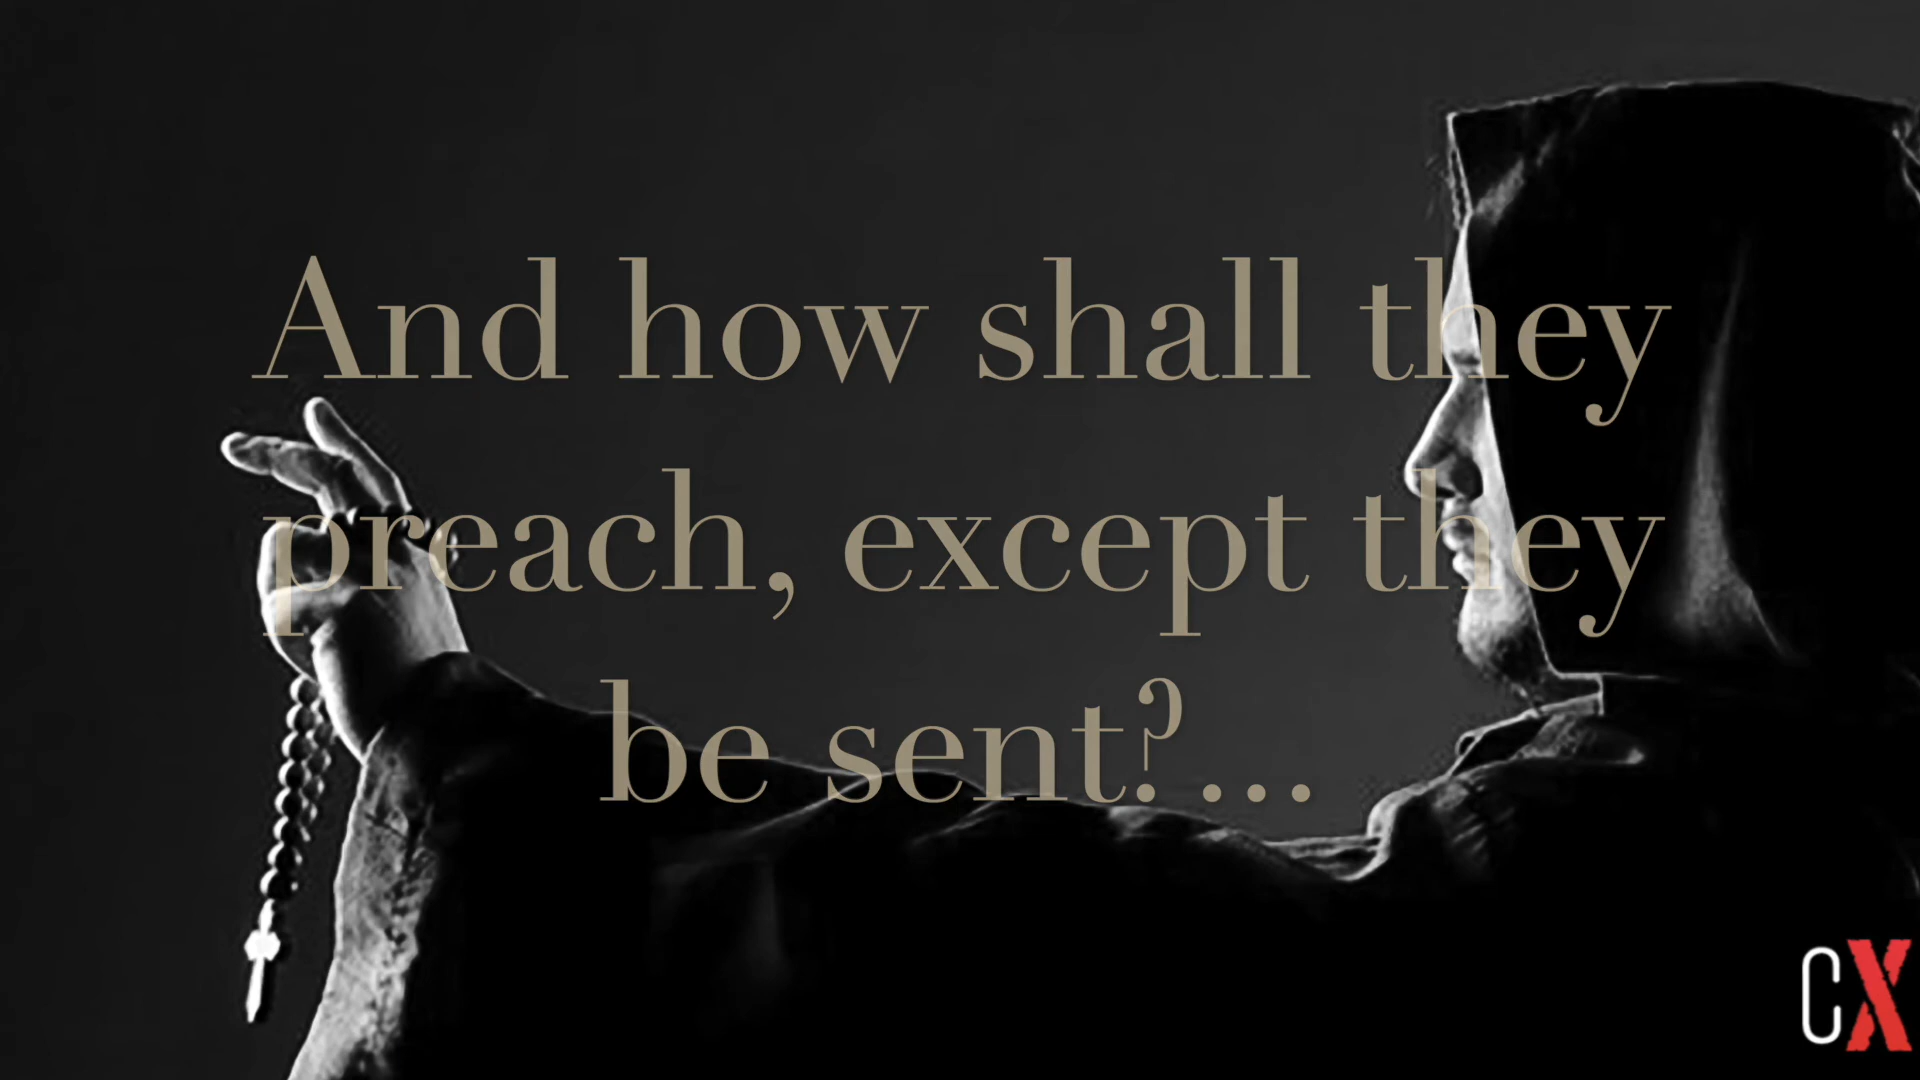 And how shall they
preach, except they
be sent?...
CX